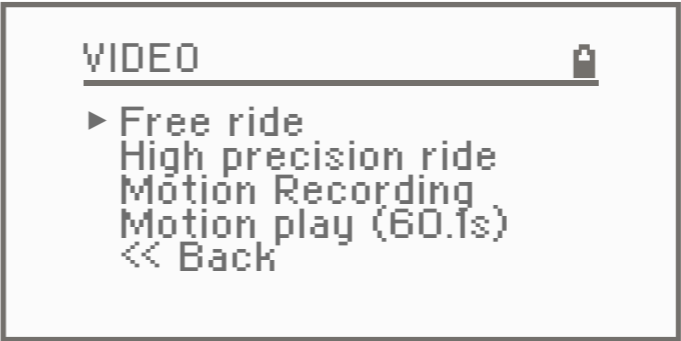 VIDEO
Free ride
High precision ride
Motion Recording
Motion play (60.1s)
<< Back